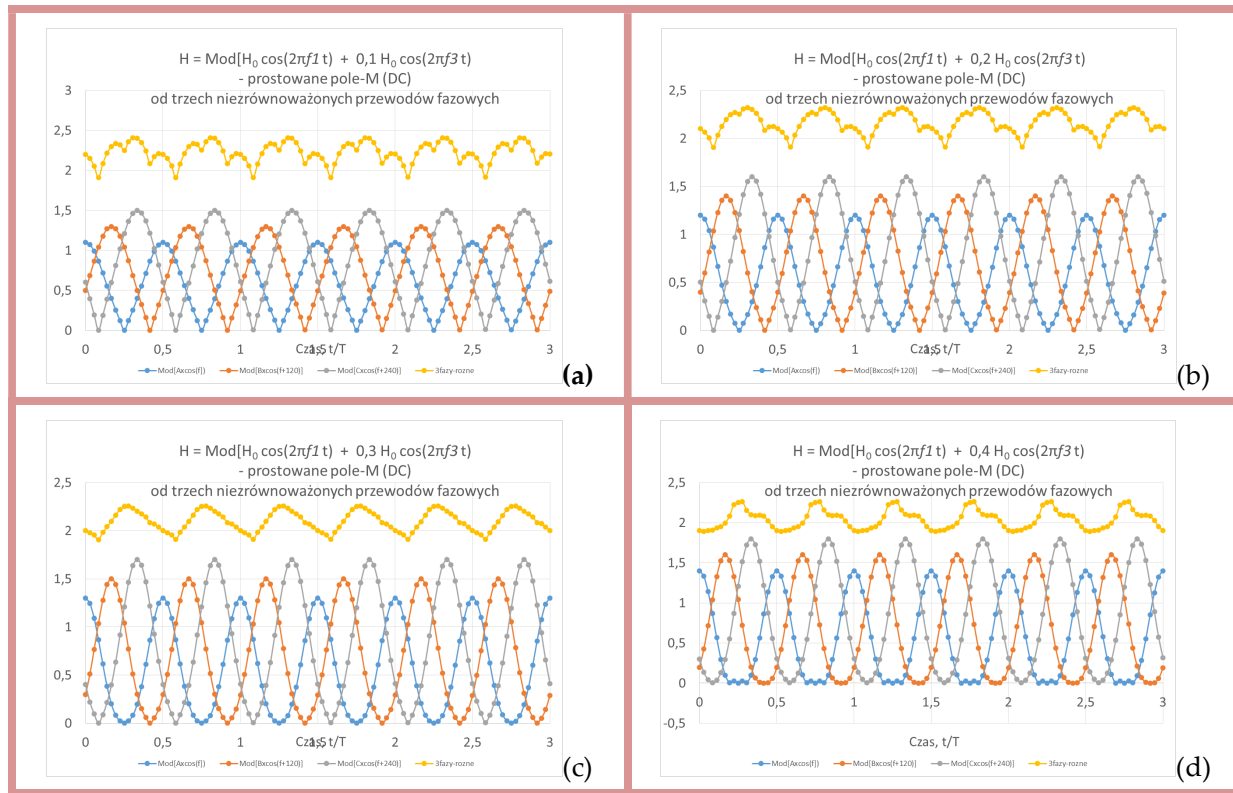 H = Mod[H₀ cos(2πf1 t) + 0,1 H₀ cos(2πf3 t)
- prostowane pole-M (DC)
od trzech niezrównoważonych przewodów fazowych
3
2,5
2
1,5
1
0,5
0
0 0,5 1 1,5 2 2,5 3
Czas, t/T
Mod[Axcos(f)] Mod[Bxcos(f+120)] Mod[Cxcos(f+240)] 3fazy-rozne
(a)
H = Mod[H₀ cos(2πf1 t) + 0,2 H₀ cos(2πf3 t)
- prostowane pole-M (DC)
od trzech niezrównoważonych przewodów fazowych
2,5
2
1,5
1
0,5
0
0 0,5 1 1,5 2 2,5 3
Czas, t/T
Mod[Axcos(f)] Mod[Bxcos(f+120)] Mod[Cxcos(f+240)] 3fazy-rozne
(b)
H = Mod[H₀ cos(2πf1 t) + 0,3 H₀ cos(2πf3 t)
- prostowane pole-M (DC)
od trzech niezrównoważonych przewodów fazowych
2,5
2
1,5
1
0,5
0
0 0,5 1 1,5 2 2,5 3
Czas, t/T
Mod[Axcos(f)] Mod[Bxcos(f+120)] Mod[Cxcos(f+240)] 3fazy-rozne
(c)
H = Mod[H₀ cos(2πf1 t) + 0,4 H₀ cos(2πf3 t)
- prostowane pole-M (DC)
od trzech niezrównoważonych przewodów fazowych
2,5
2
1,5
1
0,5
0
-0,5
0 0,5 1 1,5 2 2,5 3
Czas, t/T
Mod[Axcos(f)] Mod[Bxcos(f+120)] Mod[Cxcos(f+240)] 3fazy-rozne
(d)